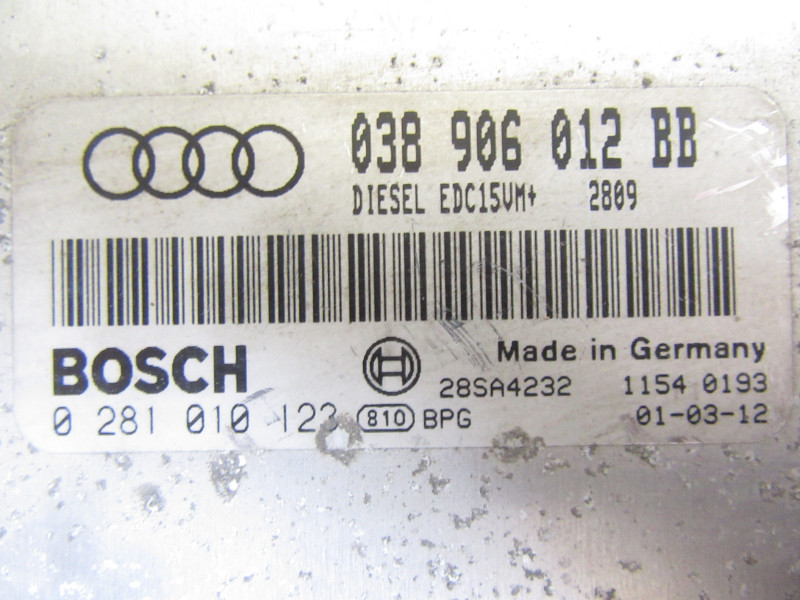 038 906 012 BB
DIESEL EDC15VM+ 2809
BOSCH
Made in Germany
28SA4232 1154 0193
0 281 010 122 810 BPG 01-03-12